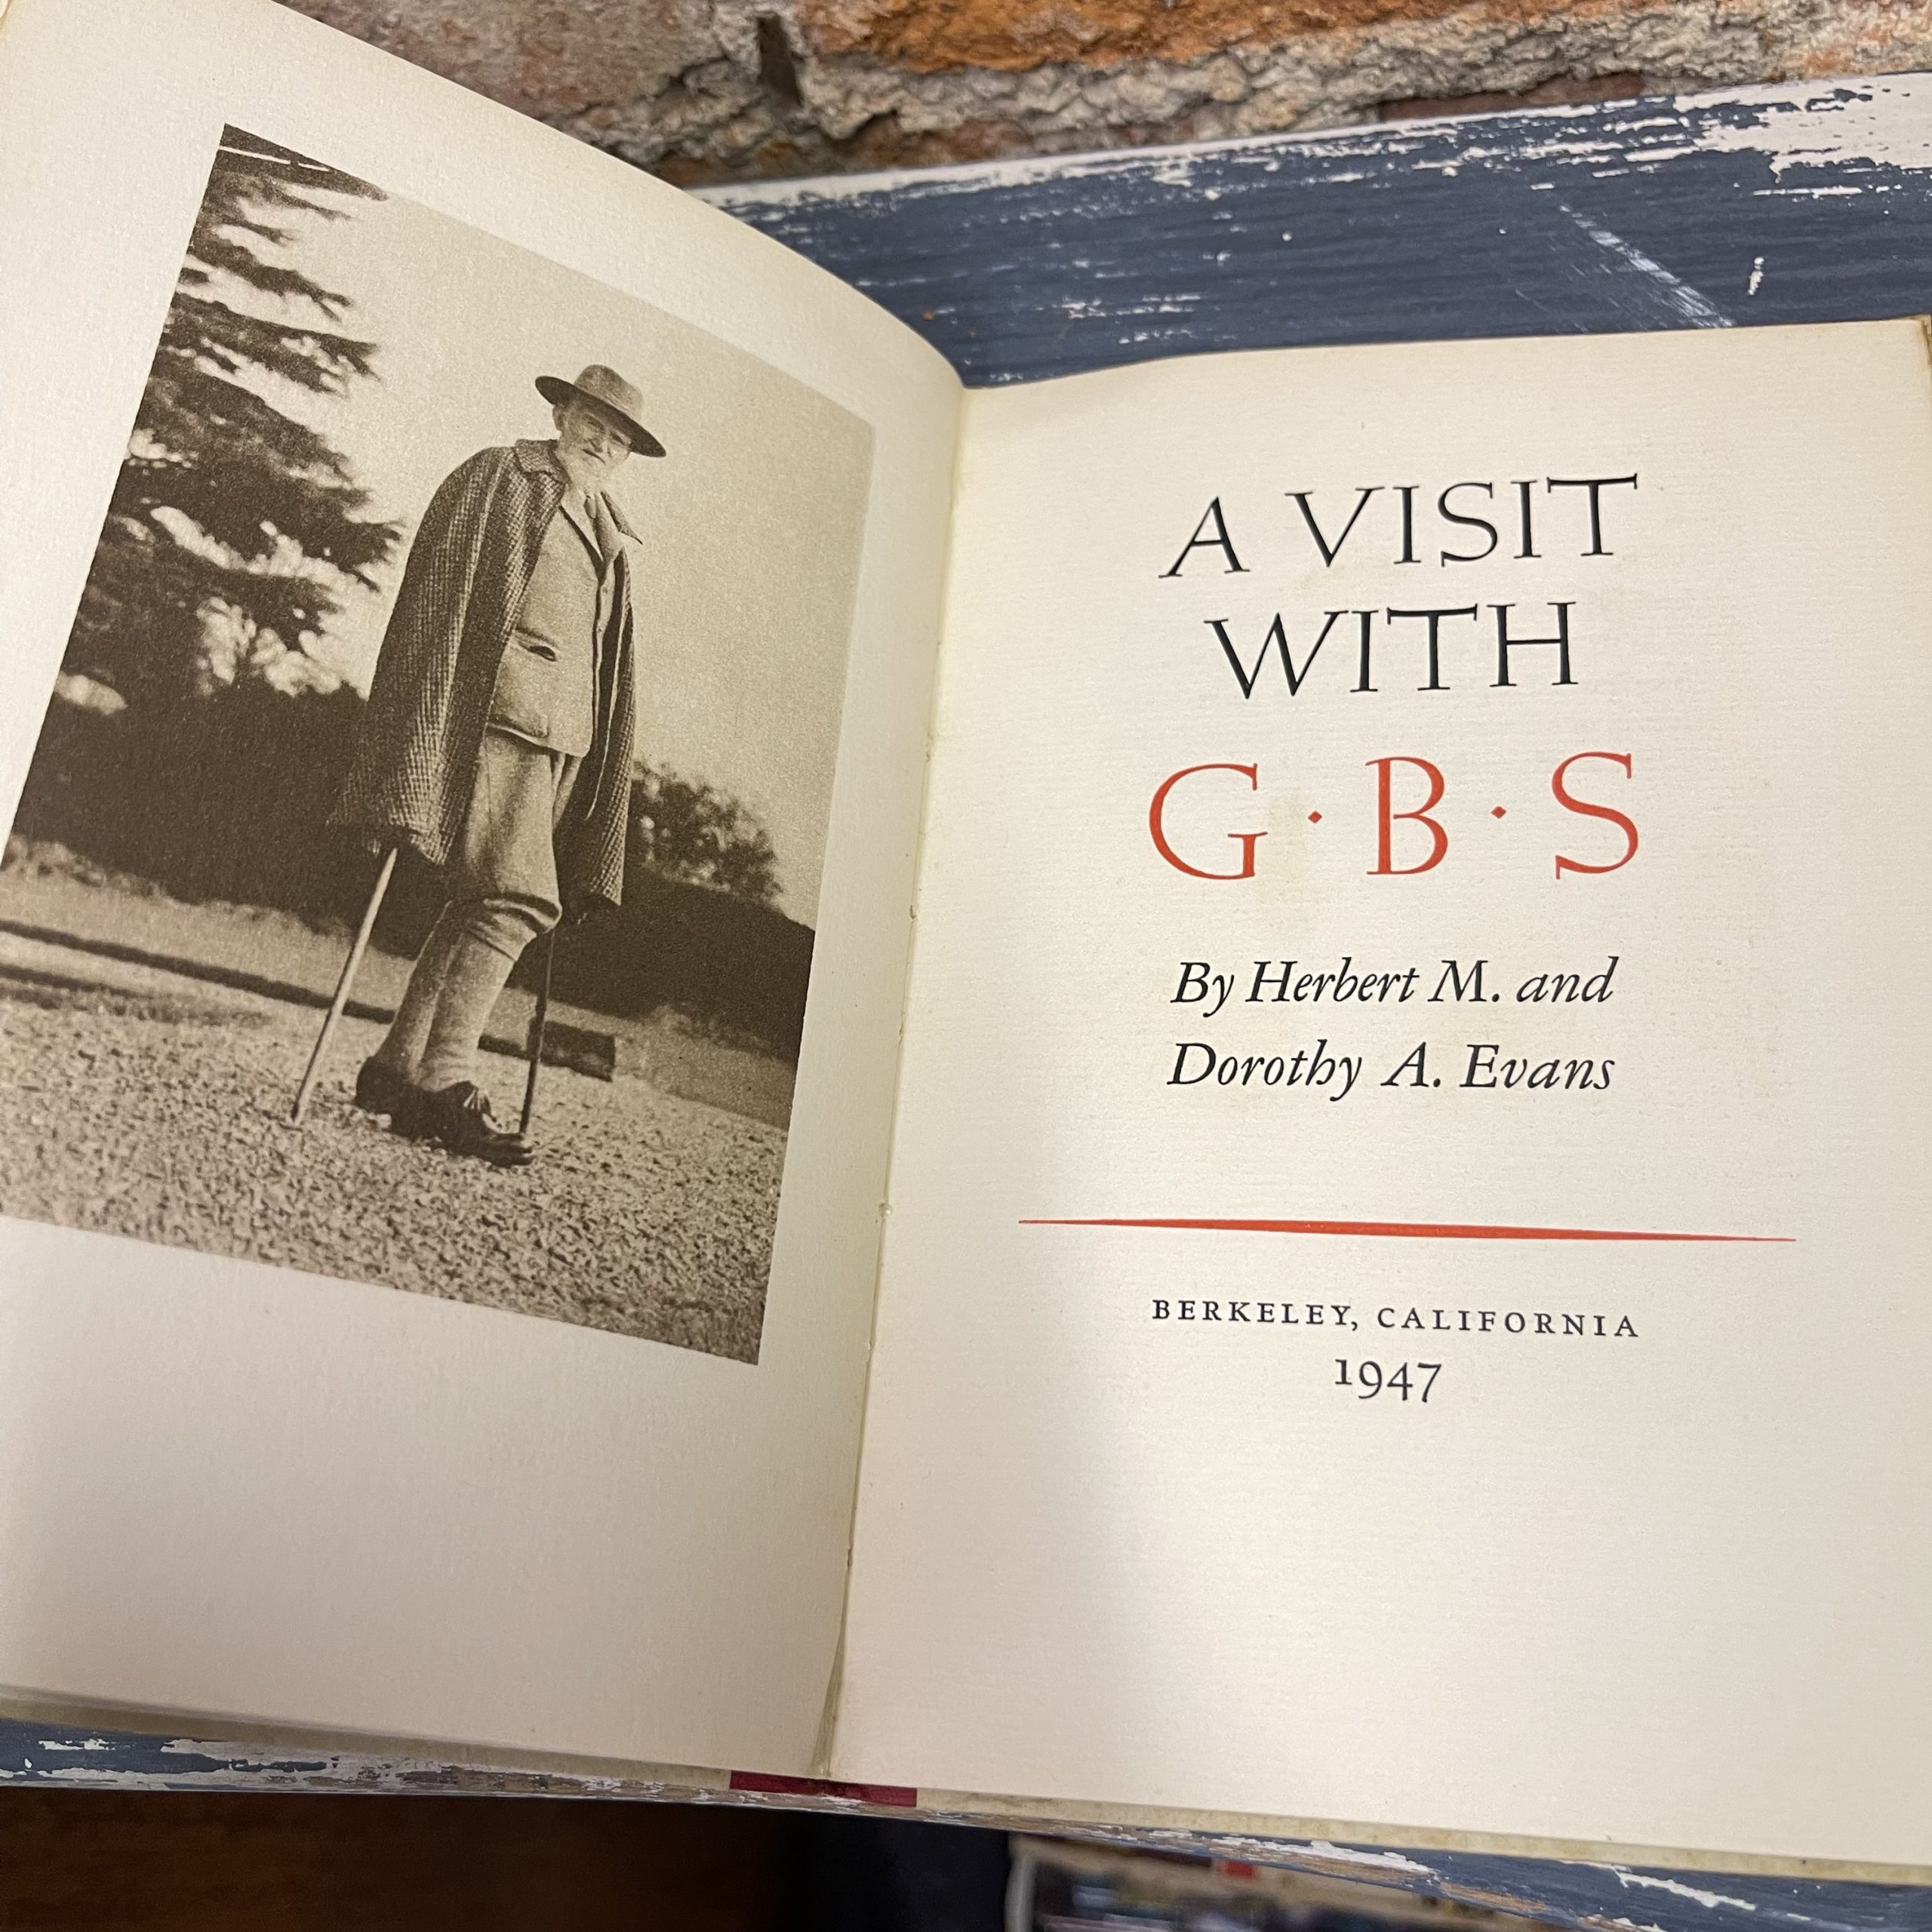 A VISIT
WITH
G·B·S
By Herbert M. and
Dorothy A. Evans
BERKELEY, CALIFORNIA
1947